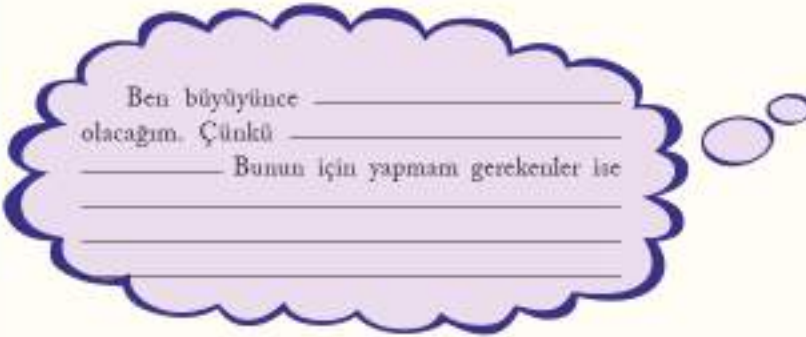 Ben büyüyünce
olacağım. Çünkü
Bunun için yapmam gerekenler ise